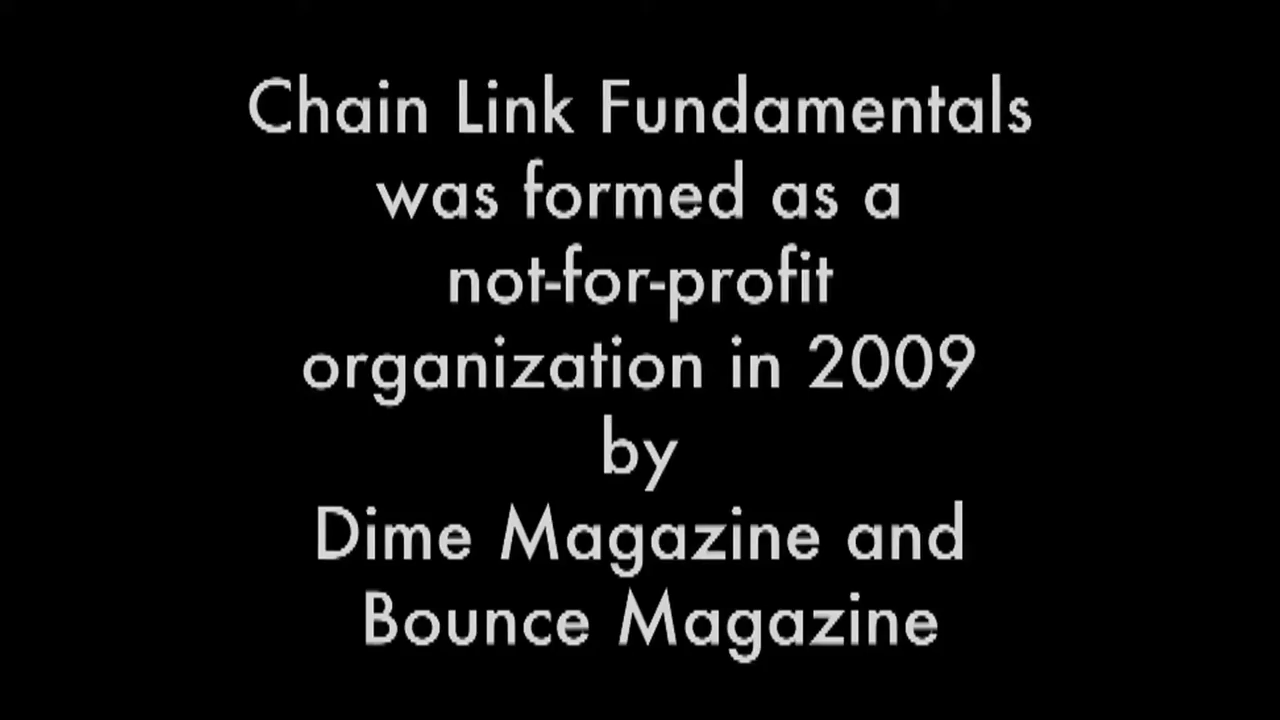 Chain Link Fundamentals
was formed as a
not-for-profit
organization in 2009
by
Dime Magazine and
Bounce Magazine